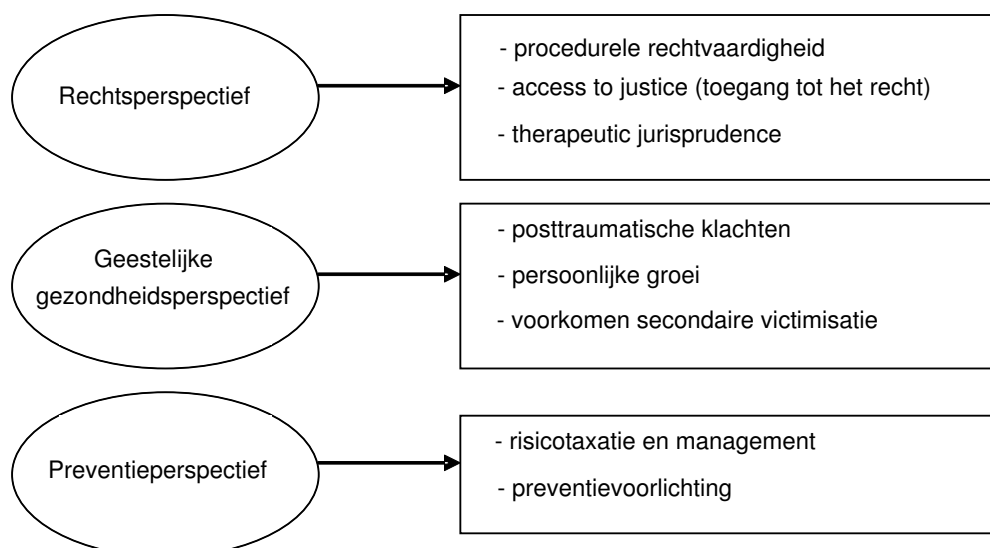 Rechtsperspectief
- procedurele rechtvaardigheid
- access to justice (toegang tot het recht)
- therapeutic jurisprudence
Geestelijke
gezondheidsperspectief
- posttraumatische klachten
- persoonlijke groei
- voorkomen secondaire victimisatie
Preventieperspectief
- risicotaxatie en management
- preventievoorlichting